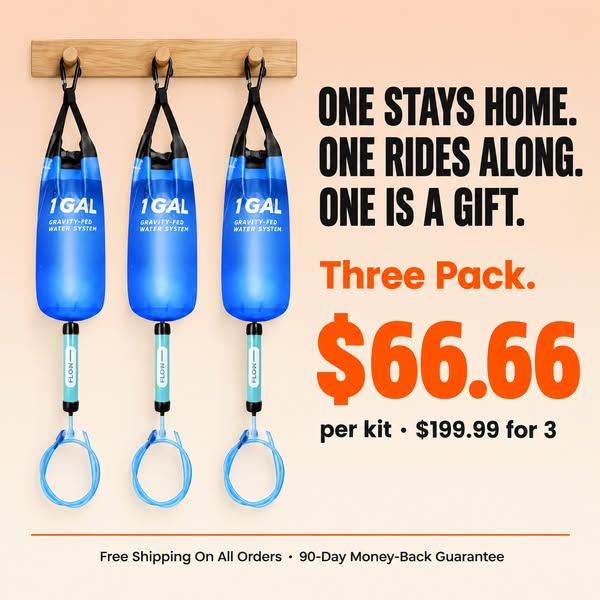 ONE STAYS HOME.
ONE RIDES ALONG.
ONE IS A GIFT.
Three Pack.
$66.66
per kit • $199.99 for 3
1 GAL
GRAVITY-FED
WATER SYSTEM
FLOW
1 GAL
GRAVITY-FED
WATER SYSTEM
FLOW
1 GAL
GRAVITY-FED
WATER SYSTEM
FLOW
Free Shipping On All Orders • 90-Day Money-Back Guarantee